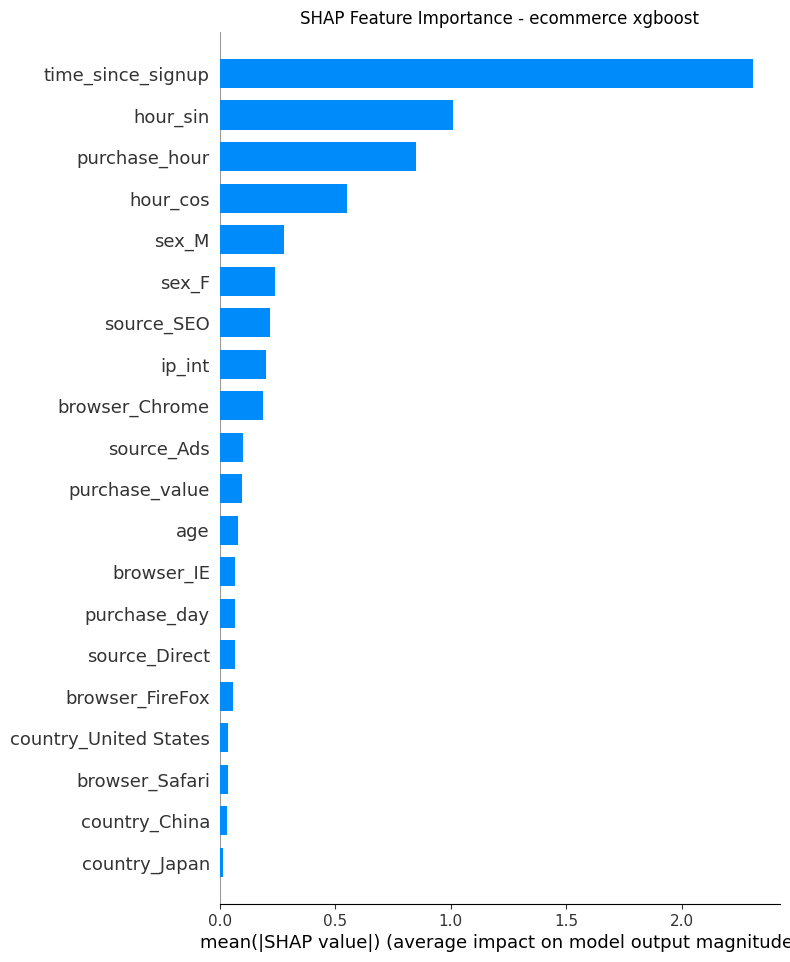 SHAP Feature Importance - ecommerce xgboost
time_since_signup
hour_sin
purchase_hour
hour_cos
sex_M
sex_F
source_SEO
ip_int
browser_Chrome
source_Ads
purchase_value
age
browser_IE
purchase_day
source_Direct
browser_FireFox
country_United States
browser_Safari
country_China
country_Japan
0.0 0.5 1.0 1.5 2.0
mean(|SHAP value|) (average impact on model output magnitude